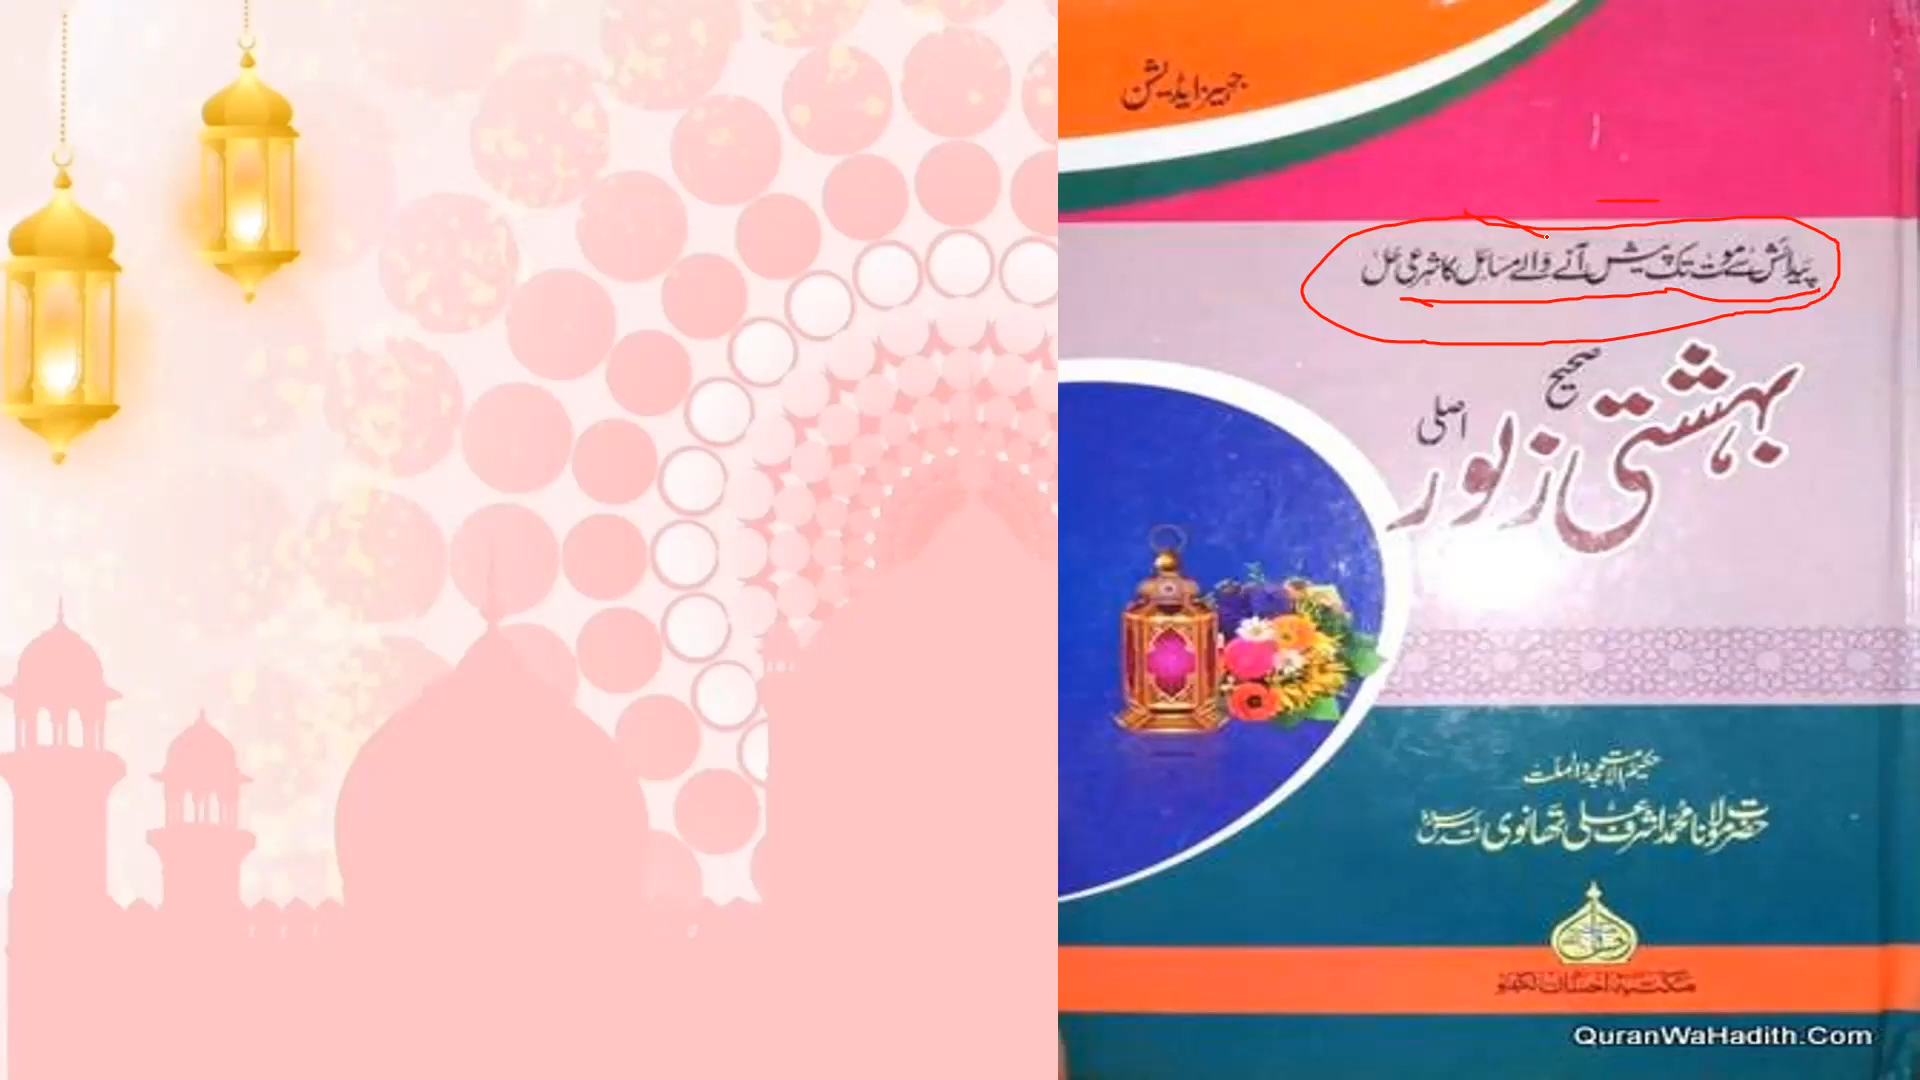 جہیز ایڈیشن
پیدائش سے موت تک پیش آنے والے مسائل کا شرعی حل
صحیح
اصلی
بہشتی زیور
حکیم الامت مجدد الملت
حضرت مولانا محمد اشرف علی تھانوی قدس سرہ
مکتبہ احسان لکھنؤ
QuranWaHadith.Com